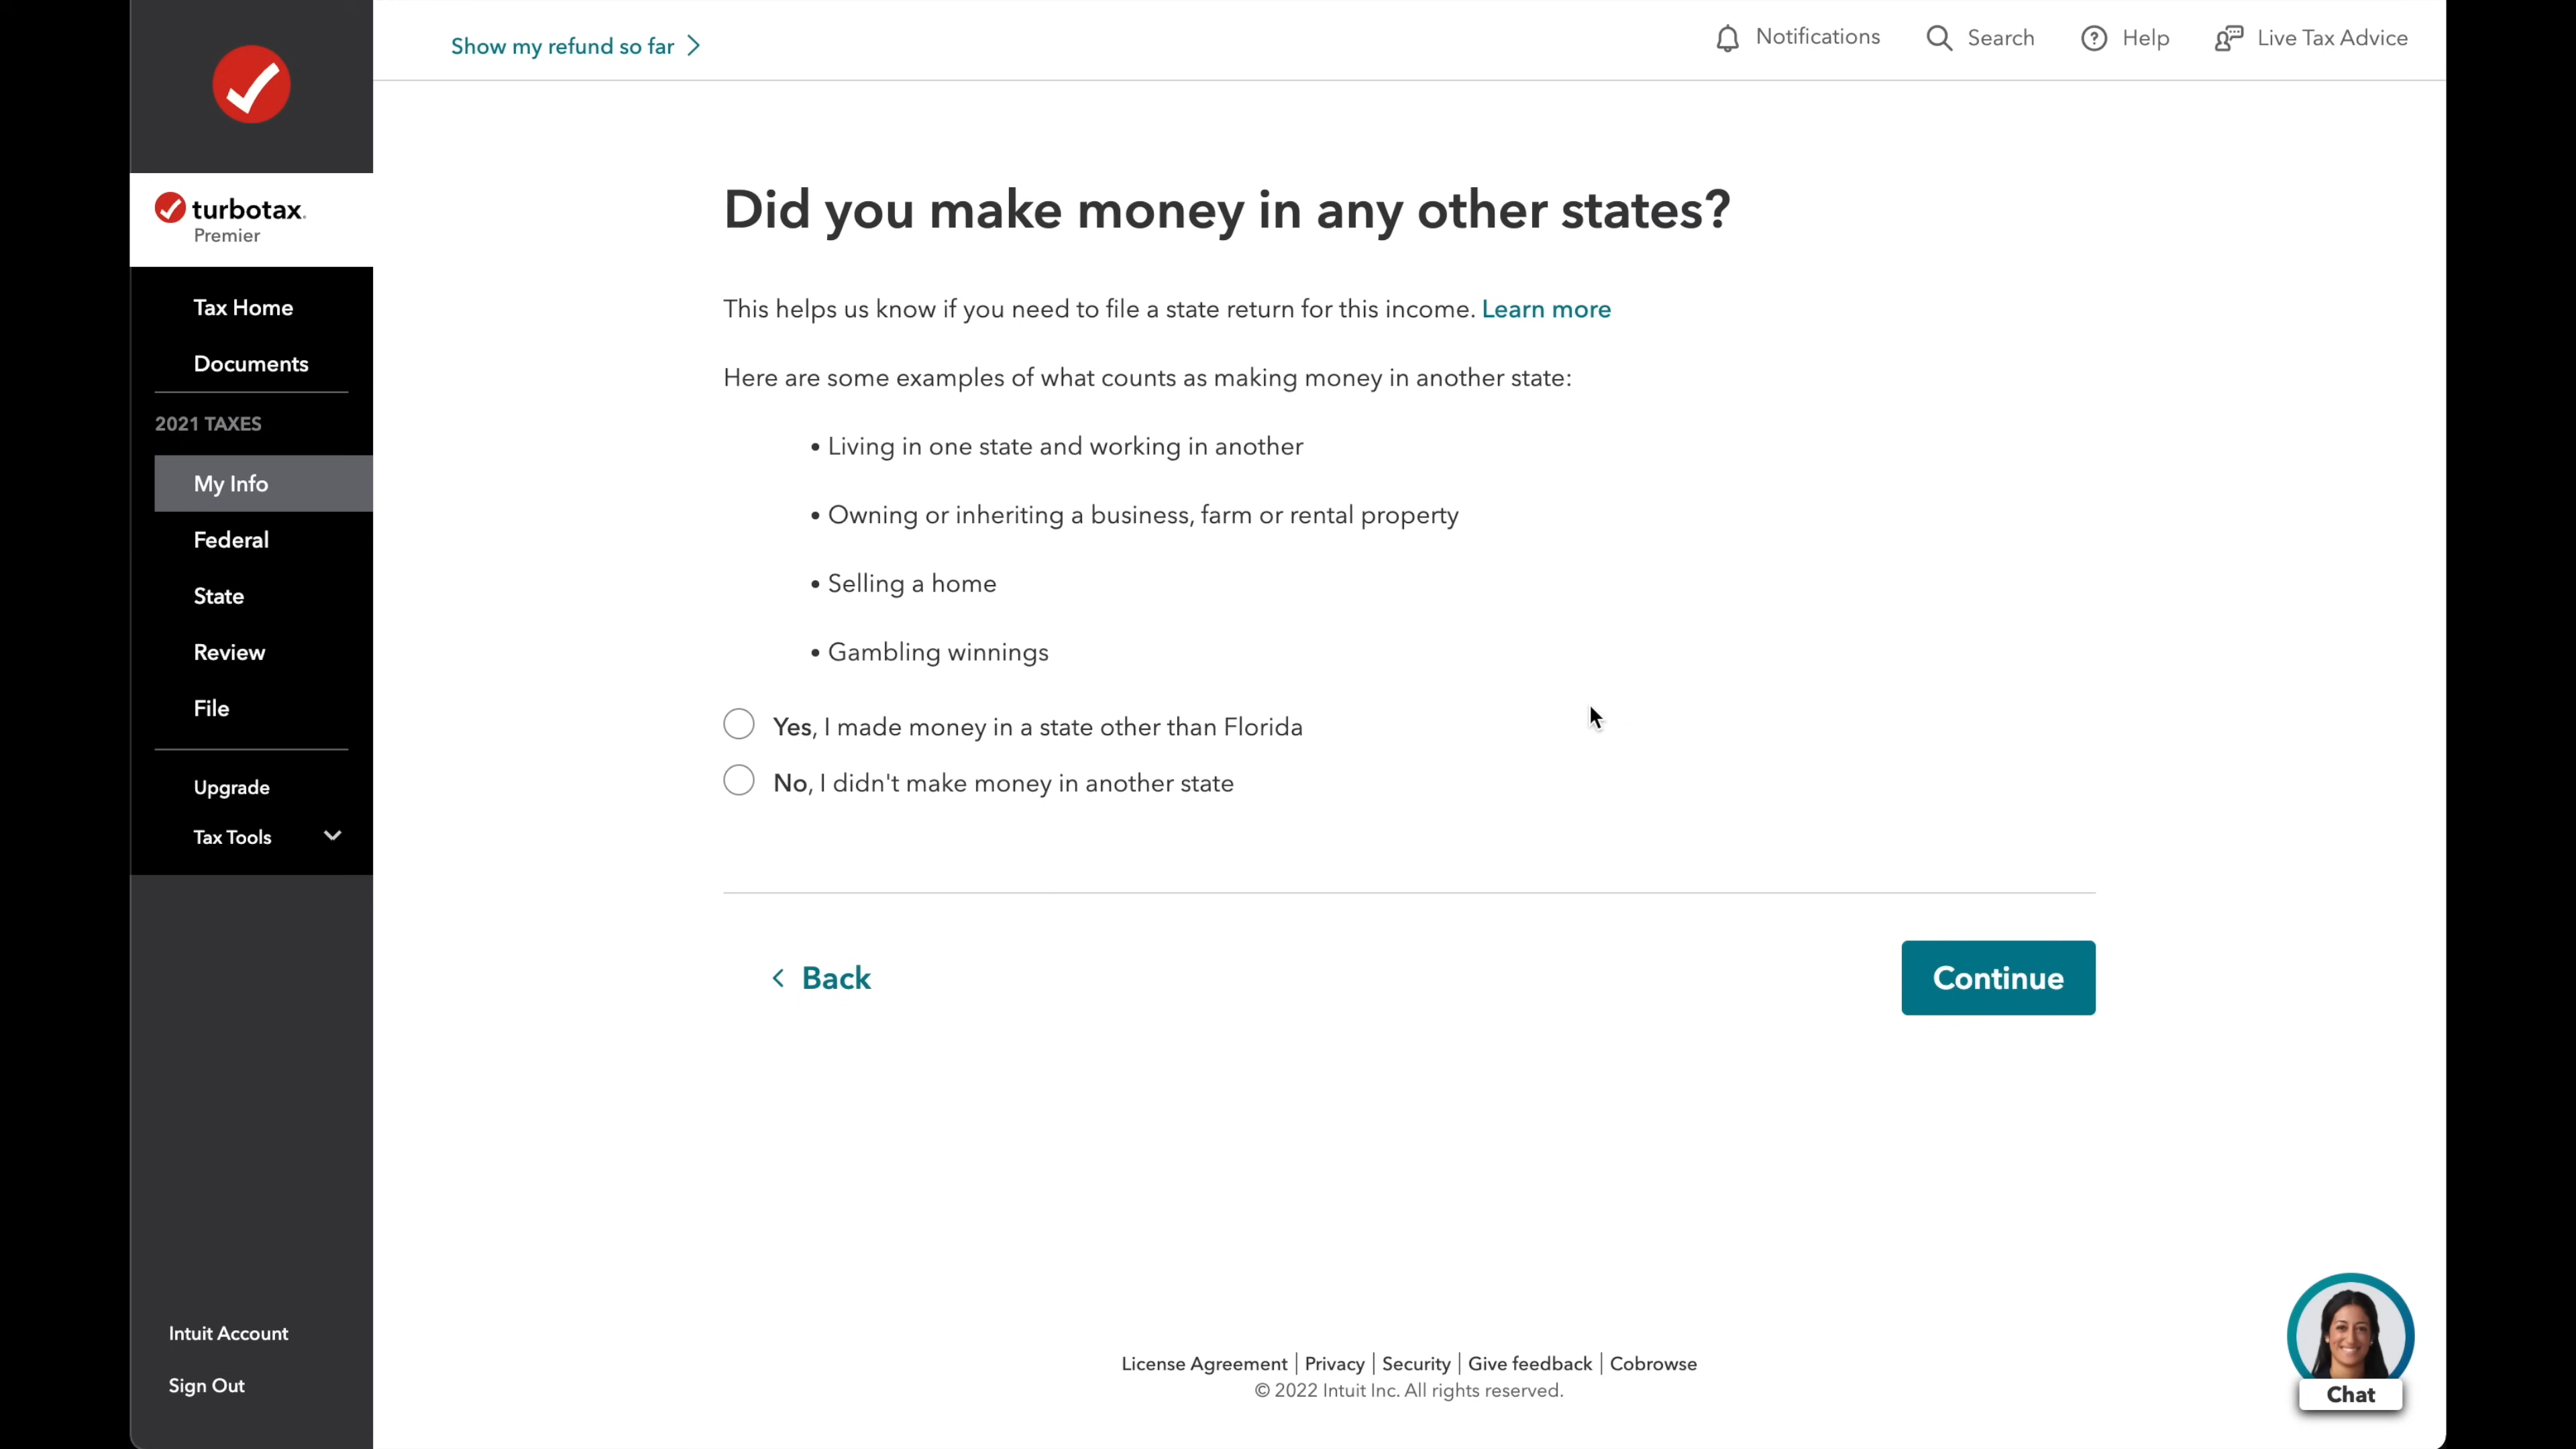 Show my refund so far
Notifications
Search
Help
Live Tax Advice
turbotax.
Premier
Tax Home
Documents
2021 TAXES
My Info
Federal
State
Review
File
Upgrade
Tax Tools
Intuit Account
Sign Out
Did you make money in any other states?
This helps us know if you need to file a state return for this income. Learn more
Here are some examples of what counts as making money in another state:
• Living in one state and working in another
• Owning or inheriting a business, farm or rental property
• Selling a home
• Gambling winnings
Yes, I made money in a state other than Florida
No, I didn't make money in another state
Back
Continue
License Agreement | Privacy | Security | Give feedback | Cobrowse
© 2022 Intuit Inc. All rights reserved.
Chat